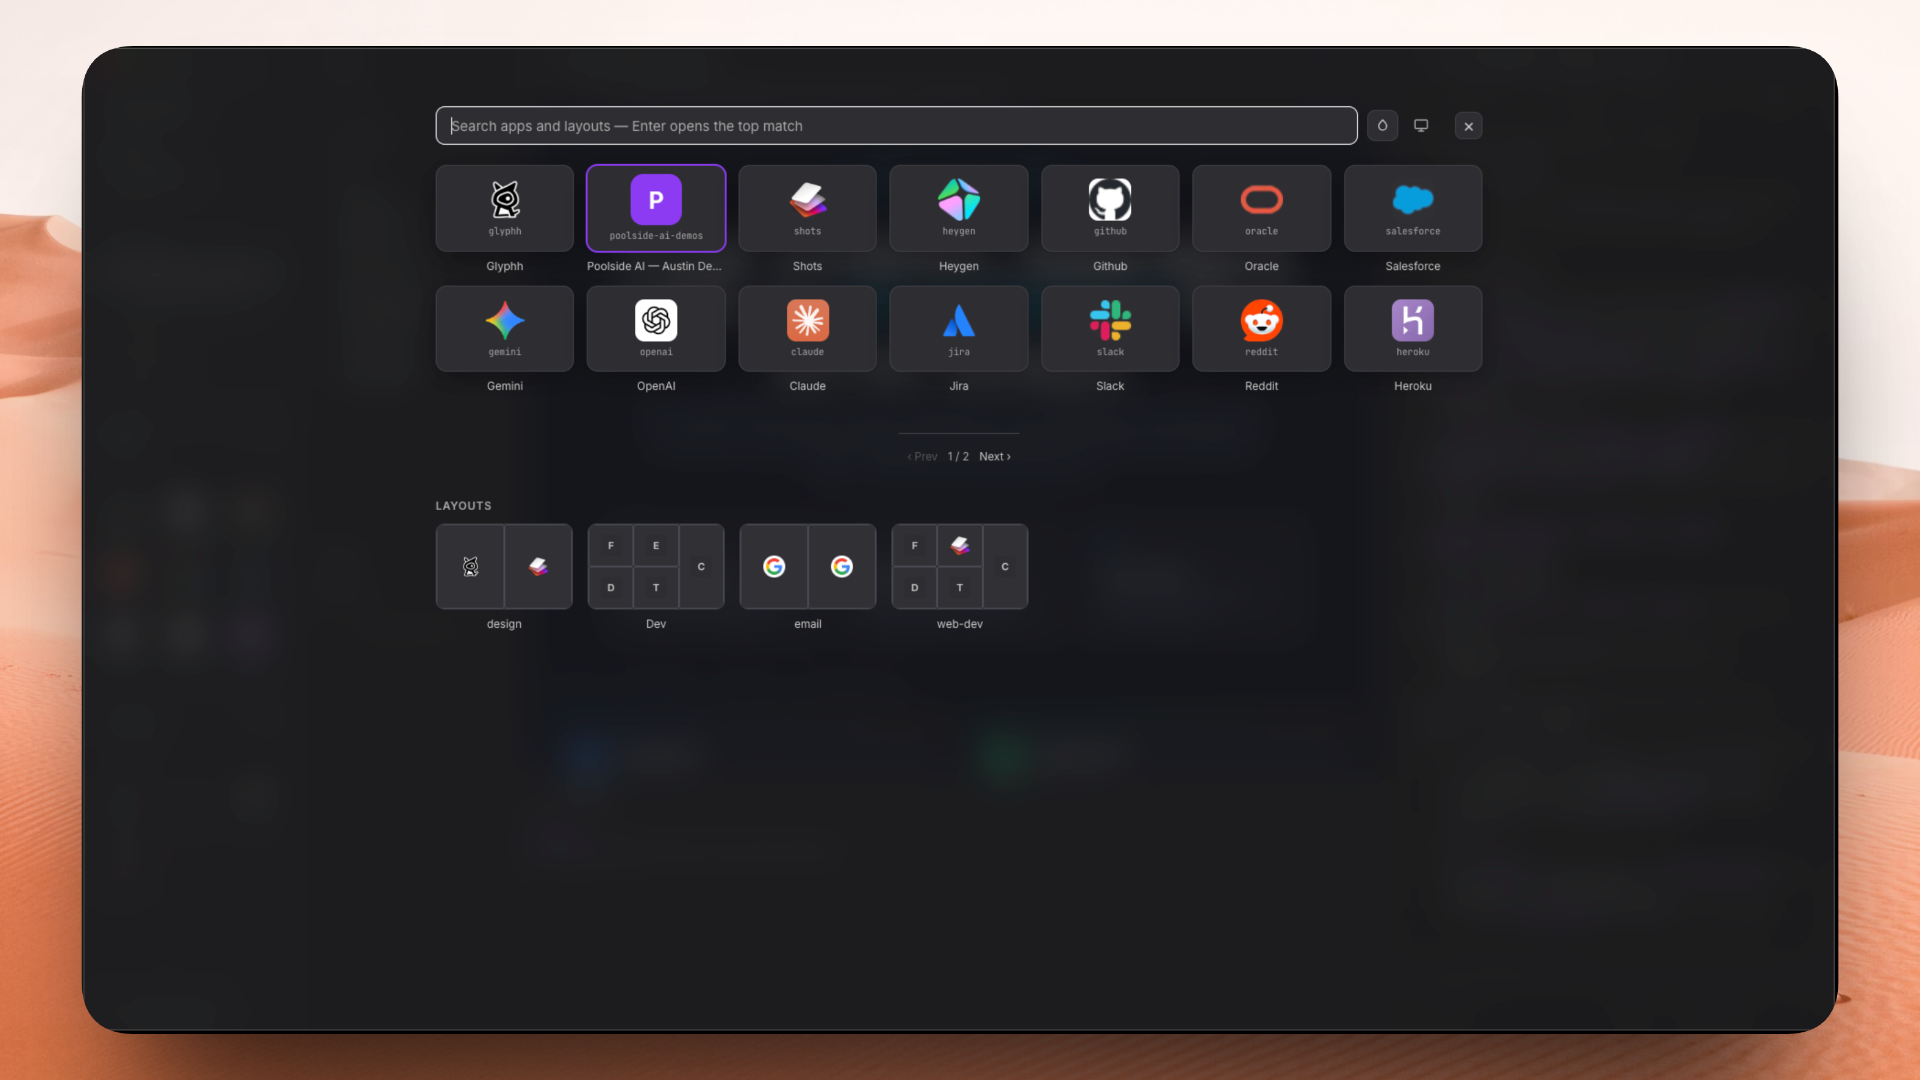 Search apps and layouts — Enter opens the top match
glyphh
P
poolside-ai-demos
shots
heygen
github
oracle
salesforce
Glyphh
Poolside AI — Austin De...
Shots
Heygen
Github
Oracle
Salesforce
gemini
openai
claude
jira
slack
reddit
heroku
Gemini
OpenAI
Claude
Jira
Slack
Reddit
Heroku
‹ Prev 1 / 2 Next ›
LAYOUTS
F E
C
D T
G G
F
C
D T
design
Dev
email
web-dev